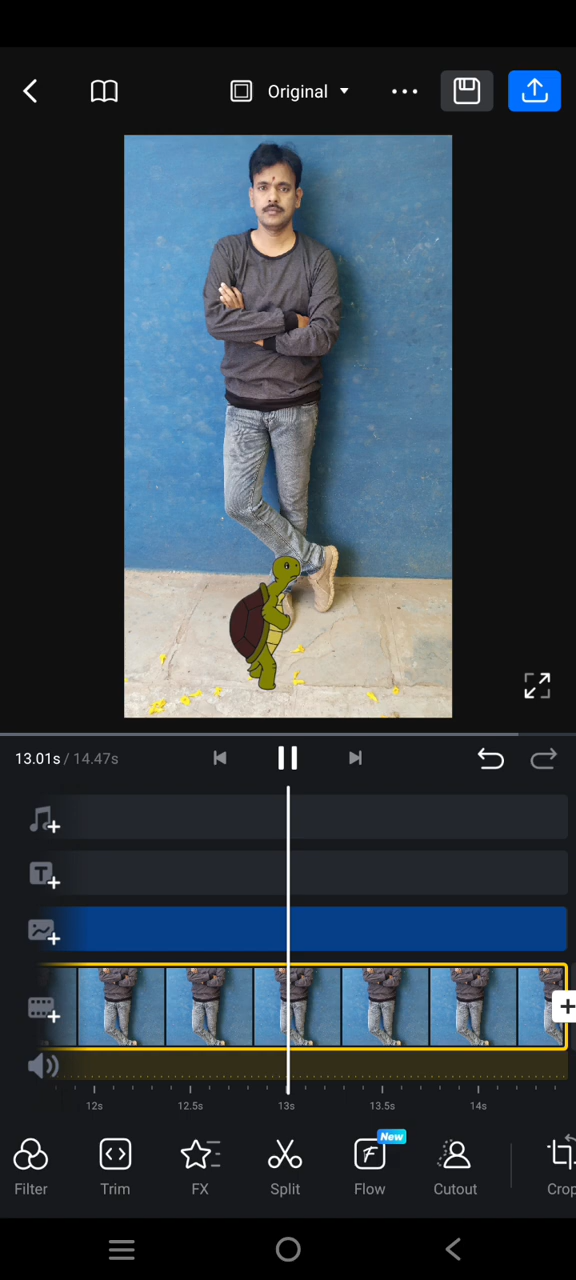 Original
13.01s / 14.47s
T
12s 12.5s 13s 13.5s 14s
New
F
Filter Trim FX Split Flow Cutout Crop